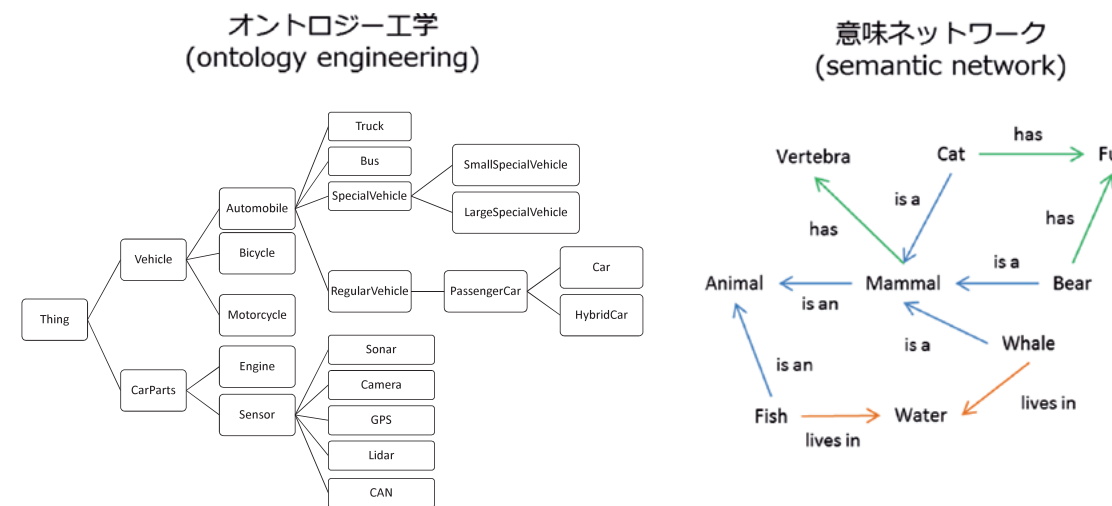 オントロジー工学
(ontology engineering)
Thing
Vehicle
CarParts
Automobile
Bicycle
Motorcycle
Engine
Sensor
Truck
Bus
SpecialVehicle
RegularVehicle
Sonar
Camera
GPS
Lidar
CAN
SmallSpecialVehicle
LargeSpecialVehicle
PassengerCar
Car
HybridCar
意味ネットワーク
(semantic network)
has
Vertebra
Cat
is a
has
has
is a
Animal
Mammal
Bear
is an
is a
Whale
is an
lives in
Fish
Water
lives in